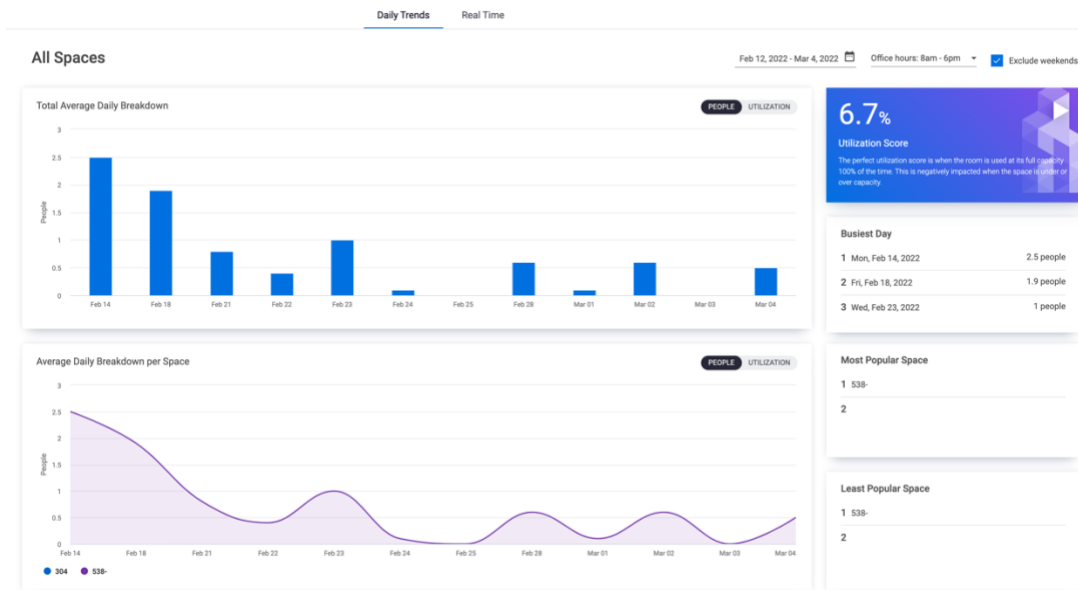 Daily Trends Real Time
All Spaces
Feb 12, 2022 - Mar 4, 2022 Office hours: 8am - 6pm Exclude weekends
Total Average Daily Breakdown
PEOPLE UTILIZATION
3
2.5
2
1.5
1
0.5
0
People
Feb 14 Feb 18 Feb 21 Feb 22 Feb 23 Feb 24 Feb 25 Feb 28 Mar 01 Mar 02 Mar 03 Mar 04
6.7%
Utilization Score
The perfect utilization score is when the room is used at its full capacity
100% of the time. This is negatively impacted when the space is under or
over capacity.
Busiest Day
1 Mon, Feb 14, 2022 2.5 people
2 Fri, Feb 18, 2022 1.9 people
3 Wed, Feb 23, 2022 1 people
Average Daily Breakdown per Space
PEOPLE UTILIZATION
3
2.5
2
1.5
1
0.5
0
People
Feb 14 Feb 18 Feb 21 Feb 22 Feb 23 Feb 24 Feb 25 Feb 28 Mar 01 Mar 02 Mar 03 Mar 04
304 538-
Most Popular Space
1 538-
2
Least Popular Space
1 538-
2